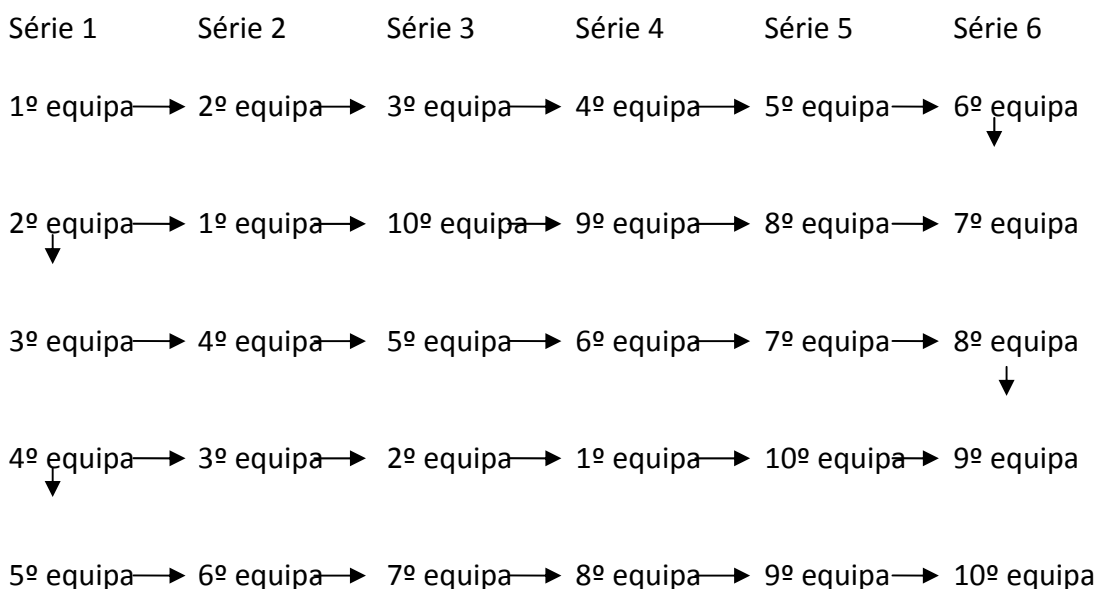 Série 1 Série 2 Série 3 Série 4 Série 5 Série 6
1º equipa 2º equipa 3º equipa 4º equipa 5º equipa 6º equipa
2º equipa 1º equipa 10º equipa 9º equipa 8º equipa 7º equipa
3º equipa 4º equipa 5º equipa 6º equipa 7º equipa 8º equipa
4º equipa 3º equipa 2º equipa 1º equipa 10º equipa 9º equipa
5º equipa 6º equipa 7º equipa 8º equipa 9º equipa 10º equipa